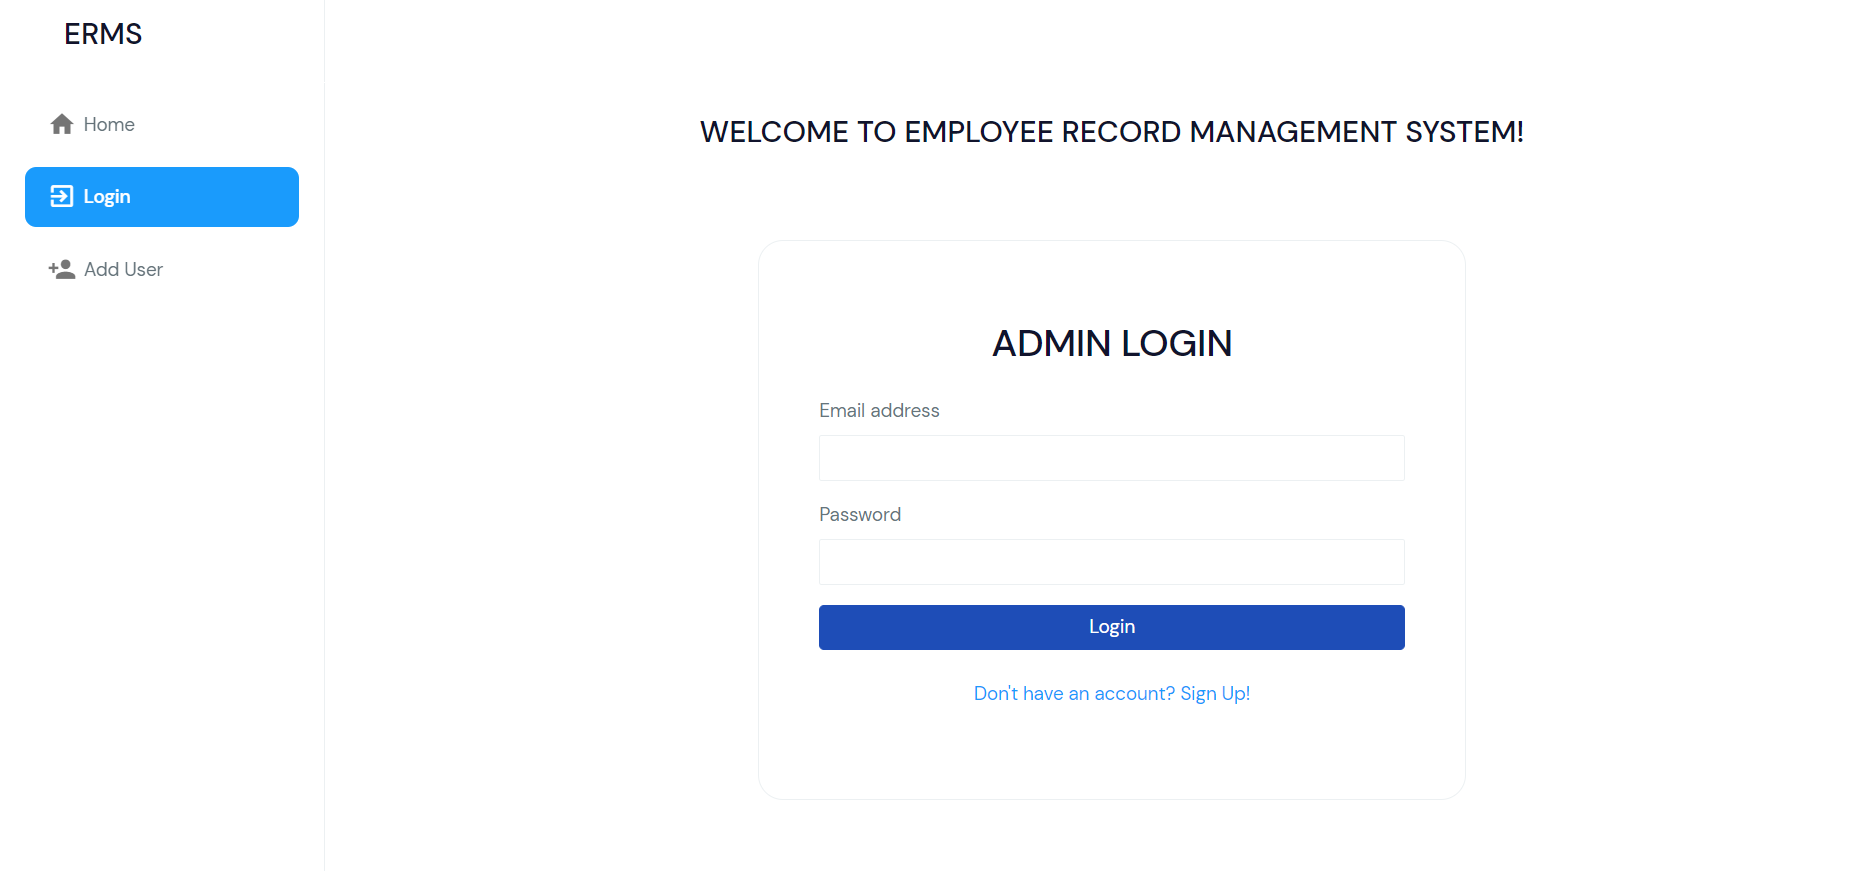 ERMS
Home
Login
Add User
WELCOME TO EMPLOYEE RECORD MANAGEMENT SYSTEM!
ADMIN LOGIN
Email address
Password
Login
Don't have an account? Sign Up!